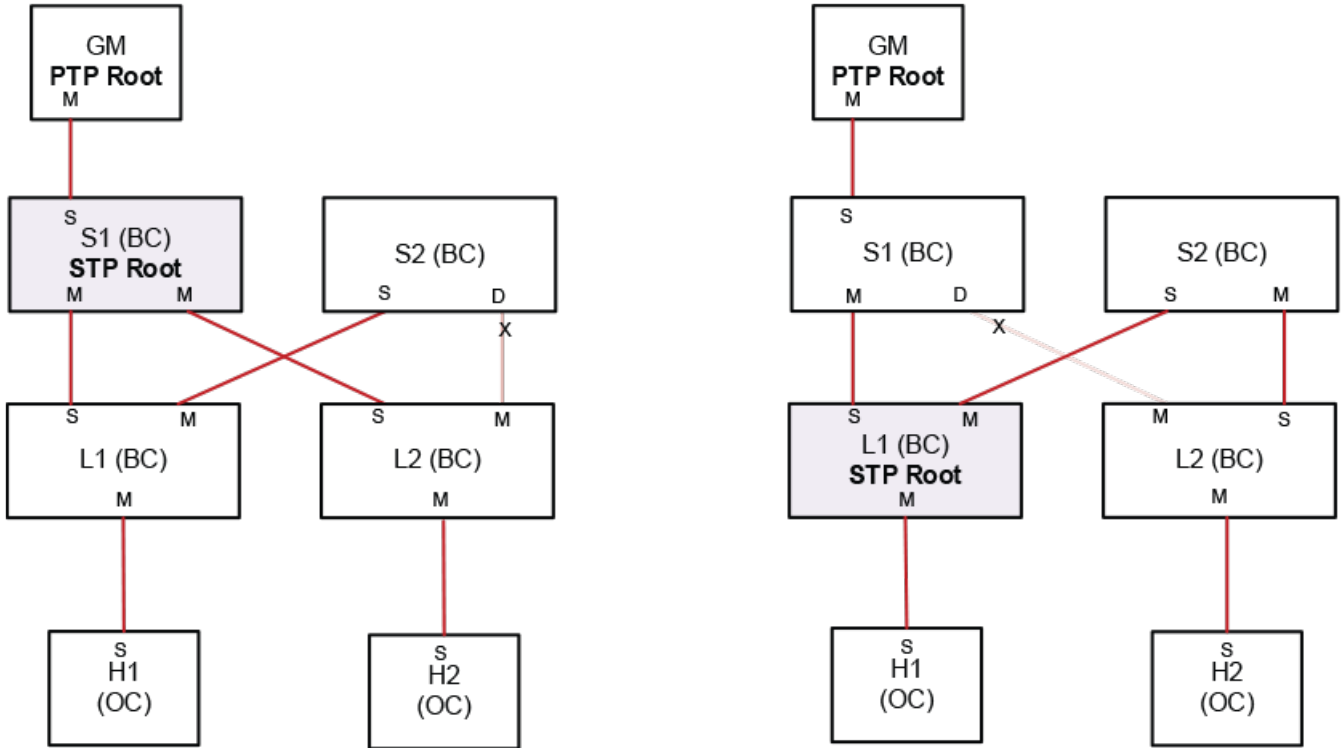 GM
PTP Root
M
S
S1 (BC)
STP Root
M M
S2 (BC)
S D
X
S M
L1 (BC)
M
S M
L2 (BC)
M
S
H1
(OC)
S
H2
(OC)
GM
PTP Root
M
S
S1 (BC)
M D
X
S2 (BC)
S M
S M
L1 (BC)
STP Root
M
M S
L2 (BC)
M
S
H1
(OC)
S
H2
(OC)